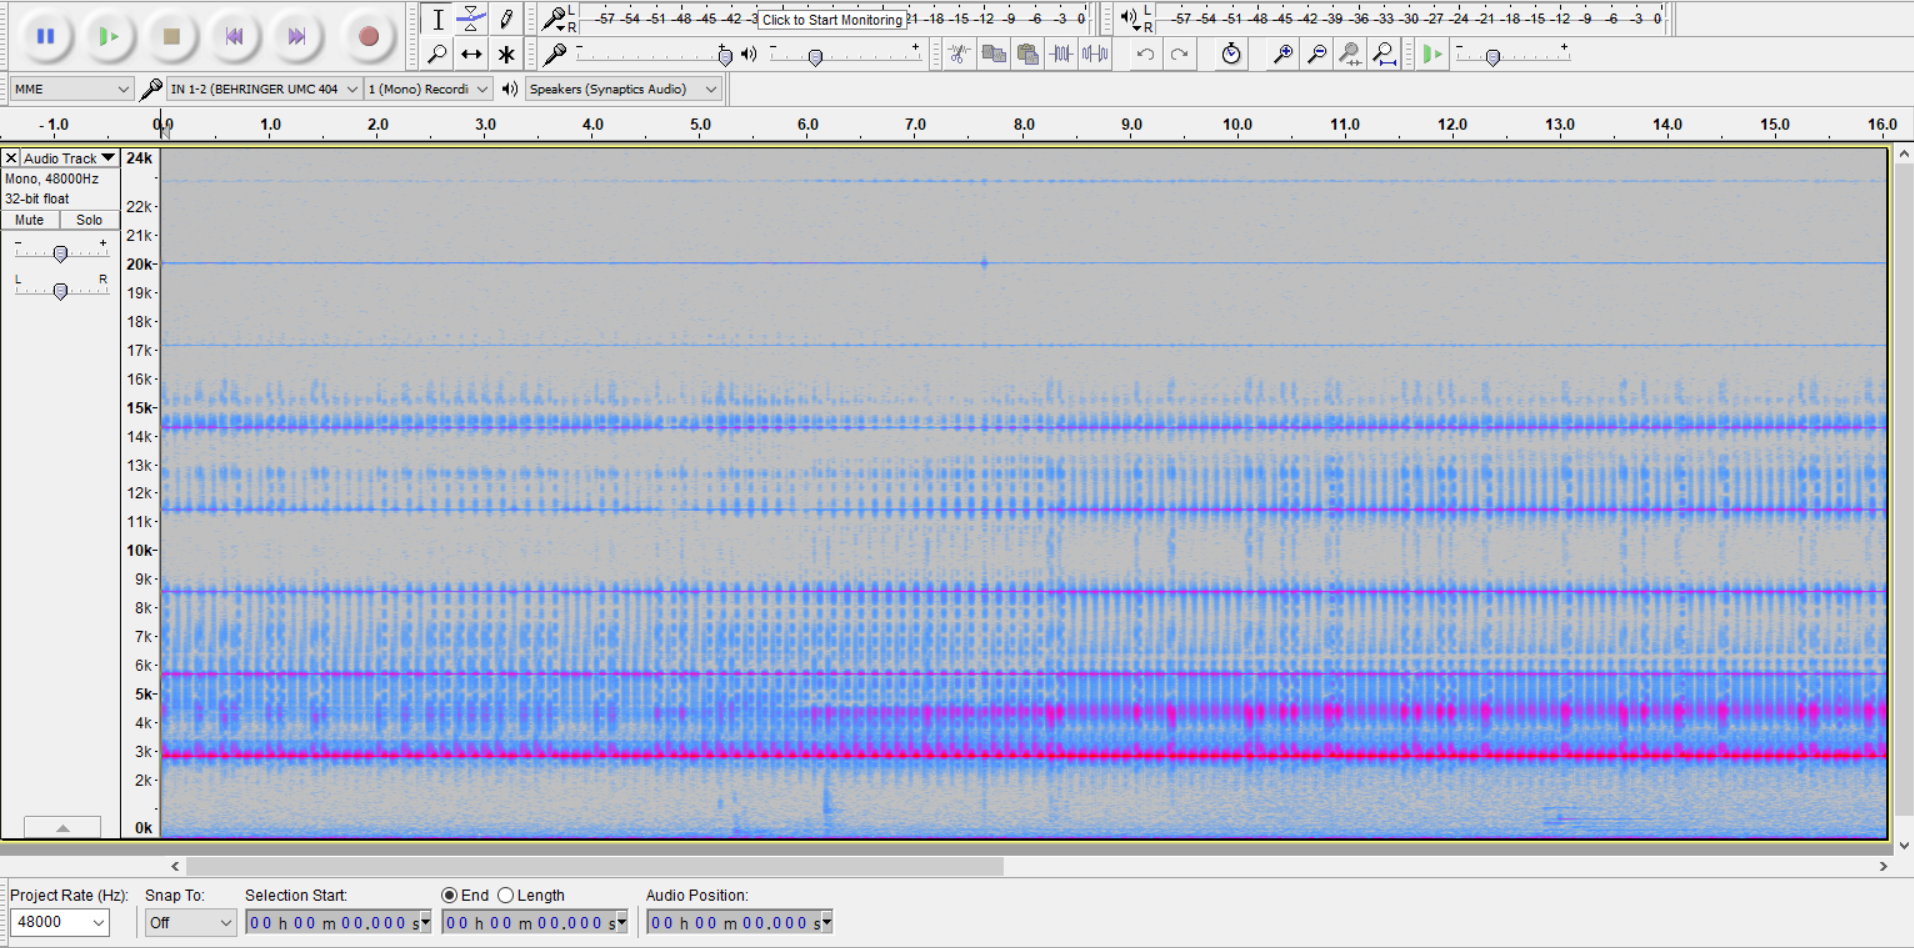 L
R
-57 -54 -51 -48 -45 -42 -3 Click to Start Monitoring 21 -18 -15 -12 -9 -6 -3 0
L
R
-57 -54 -51 -48 -45 -42 -39 -36 -33 -30 -27 -24 -21 -18 -15 -12 -9 -6 -3 0
MME
IN 1-2 (BEHRINGER UMC 404
1 (Mono) Recordi
Speakers (Synaptics Audio)
-1.0 0.0 1.0 2.0 3.0 4.0 5.0 6.0 7.0 8.0 9.0 10.0 11.0 12.0 13.0 14.0 15.0 16.0
X Audio Track
Mono, 48000Hz
32-bit float
Mute Solo
- +
L R
24k
22k
21k
20k
19k
18k
17k
16k
15k
14k
13k
12k
11k
10k
9k
8k
7k
6k
5k
4k
3k
2k
0k
Project Rate (Hz): Snap To: Selection Start: End Length Audio Position:
48000 Off 00 h 00 m 00.000 s 00 h 00 m 00.000 s 00 h 00 m 00.000 s